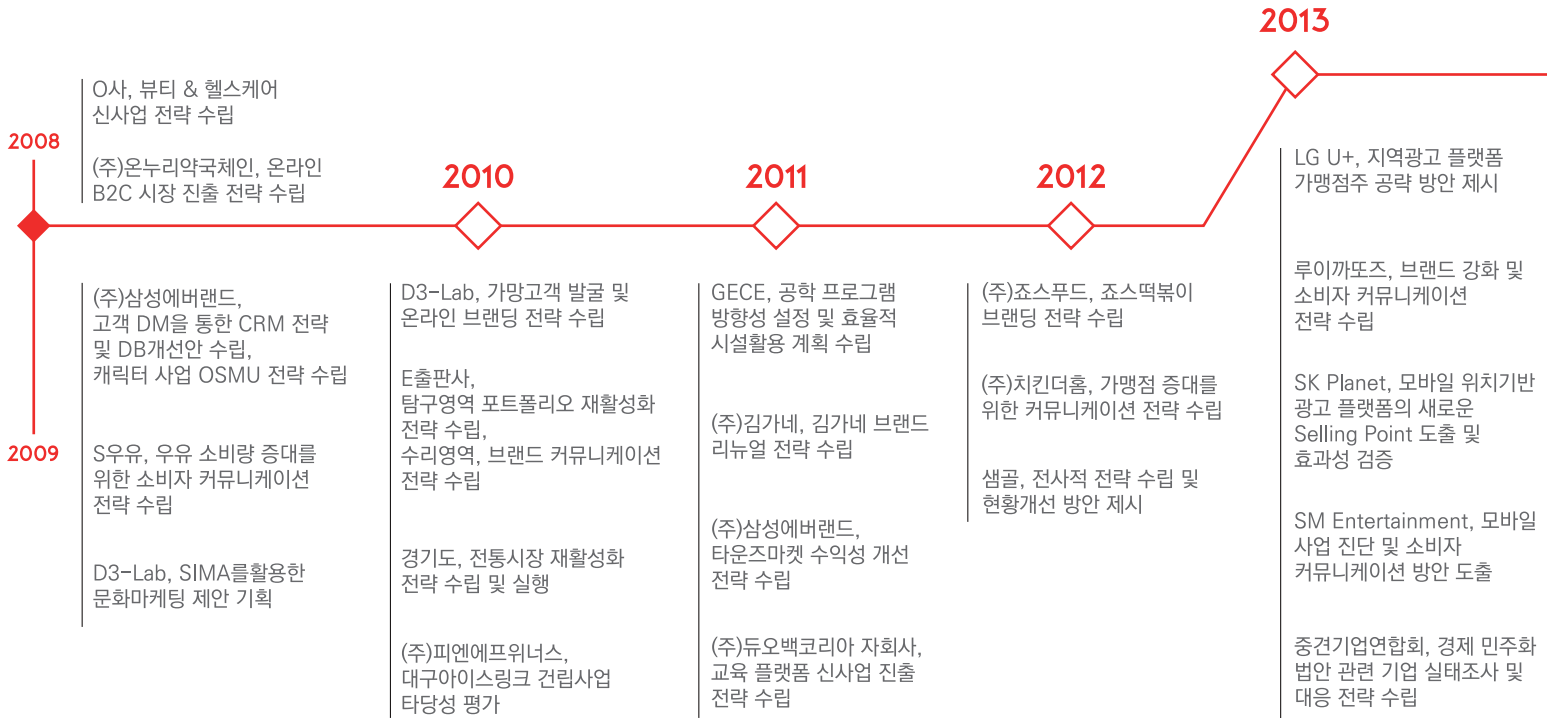 2008
O사, 뷰티 & 헬스케어
신사업 전략 수립
(주)온누리약국체인, 온라인
B2C 시장 진출 전략 수립
2009
(주)삼성에버랜드,
고객 DM을 통한 CRM 전략
및 DB개선안 수립,
캐릭터 사업 OSMU 전략 수립
S우유, 우유 소비량 증대를
위한 소비자 커뮤니케이션
전략 수립
D3-Lab, SIMA를활용한
문화마케팅 제안 기획
2010
D3-Lab, 가망고객 발굴 및
온라인 브랜딩 전략 수립
E출판사,
탐구영역 포트폴리오 재활성화
전략 수립,
수리영역, 브랜드 커뮤니케이션
전략 수립
경기도, 전통시장 재활성화
전략 수립 및 실행
(주)피엔에프위너스,
대구아이스링크 건립사업
타당성 평가
2011
GECE, 공학 프로그램
방향성 설정 및 효율적
시설활용 계획 수립
(주)김가네, 김가네 브랜드
리뉴얼 전략 수립
(주)삼성에버랜드,
타운즈마켓 수익성 개선
전략 수립
(주)듀오백코리아 자회사,
교육 플랫폼 신사업 진출
전략 수립
2012
(주)죠스푸드, 죠스떡볶이
브랜딩 전략 수립
(주)치킨더홈, 가맹점 증대를
위한 커뮤니케이션 전략 수립
샘골, 전사적 전략 수립 및
현황개선 방안 제시
2013
LG U+, 지역광고 플랫폼
가맹점주 공략 방안 제시
루이까또즈, 브랜드 강화 및
소비자 커뮤니케이션
전략 수립
SK Planet, 모바일 위치기반
광고 플랫폼의 새로운
Selling Point 도출 및
효과성 검증
SM Entertainment, 모바일
사업 진단 및 소비자
커뮤니케이션 방안 도출
중견기업연합회, 경제 민주화
법안 관련 기업 실태조사 및
대응 전략 수립